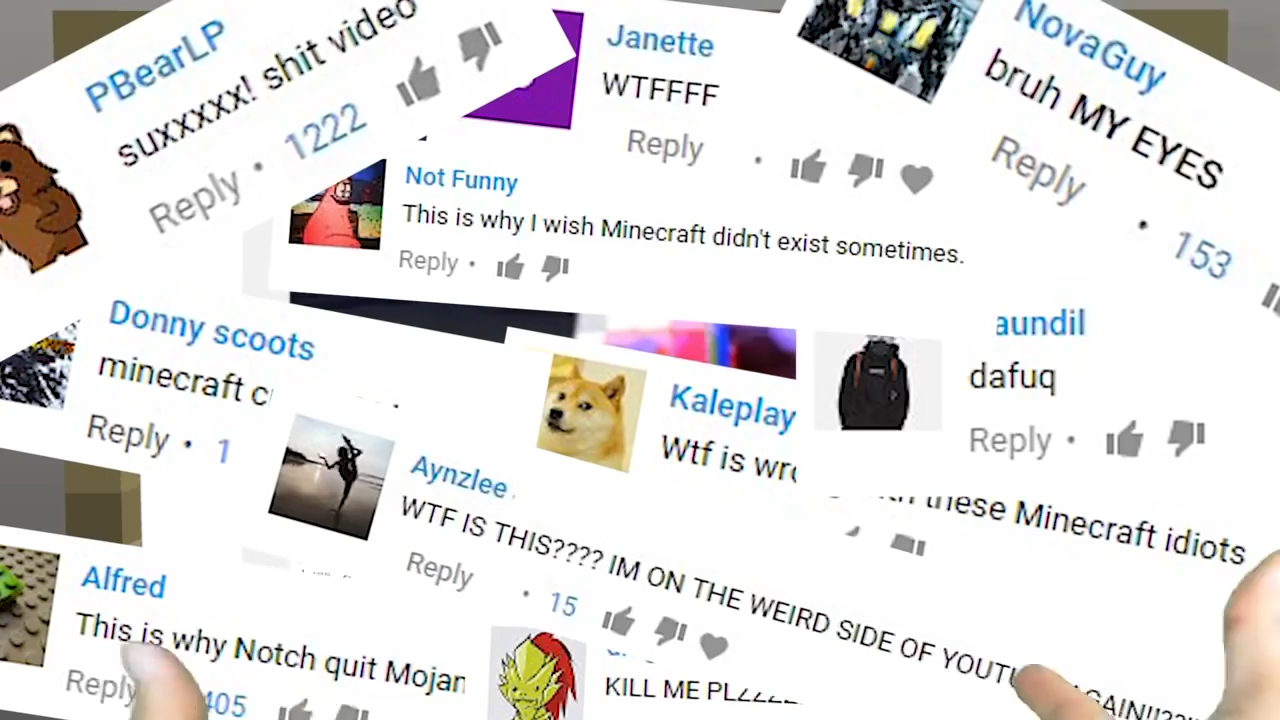 PBearLP
suxxxxx! shit video
Reply • 1222
Janette
WTFFFF
Reply •
NovaGuy
bruh MY EYES
Reply • 153
Not Funny
This is why I wish Minecraft didn't exist sometimes.
Reply •
Donny scoots
minecraft
Reply • 1
aundil
dafuq
Reply •
Kaleplay
Wtf is
these Minecraft idiots
Aynzlee
WTF IS THIS???? IM ON THE WEIRD SIDE OF
Reply • 15
Alfred
This is why Notch quit Mojan
Reply 405
KILL ME